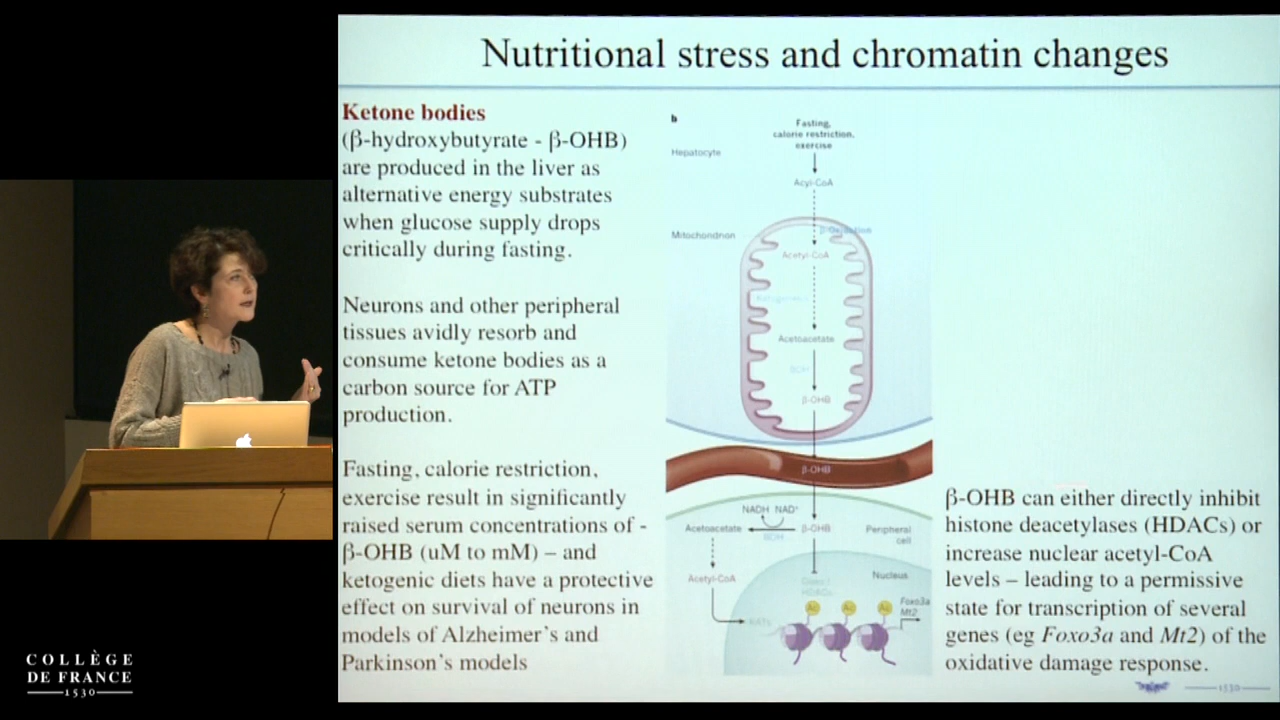 Nutritional stress and chromatin changes
Ketone bodies
(β-hydroxybutyrate - β-OHB)
are produced in the liver as
alternative energy substrates
when glucose supply drops
critically during fasting.
Neurons and other peripheral
tissues avidly resorb and
consume ketone bodies as a
carbon source for ATP
production.
Fasting, calorie restriction,
exercise result in significantly
raised serum concentrations of -
β-OHB (uM to mM) – and
ketogenic diets have a protective
effect on survival of neurons in
models of Alzheimer's and
Parkinson's models
b
Fasting,
calorie restriction,
exercise
Hepatocyte
Acyl-CoA
Mitochondrion
β-Oxidation
Acetyl-CoA
Ketogenesis
Acetoacetate
BDH
β-OHB
β-OHB
NADH NAD⁺
Acetoacetate
β-OHB
BDH
Peripheral
cell
Acetyl-CoA
Nucleus
Class I
HDACs
Ac
Ac
Ac
Foxo3a
Mt2
KATs
β-OHB can either directly inhibit
histone deacetylases (HDACs) or
increase nuclear acetyl-CoA
levels – leading to a permissive
state for transcription of several
genes (eg Foxo3a and Mt2) of the
oxidative damage response.
1530
COLLÈGE
DE FRANCE
1530